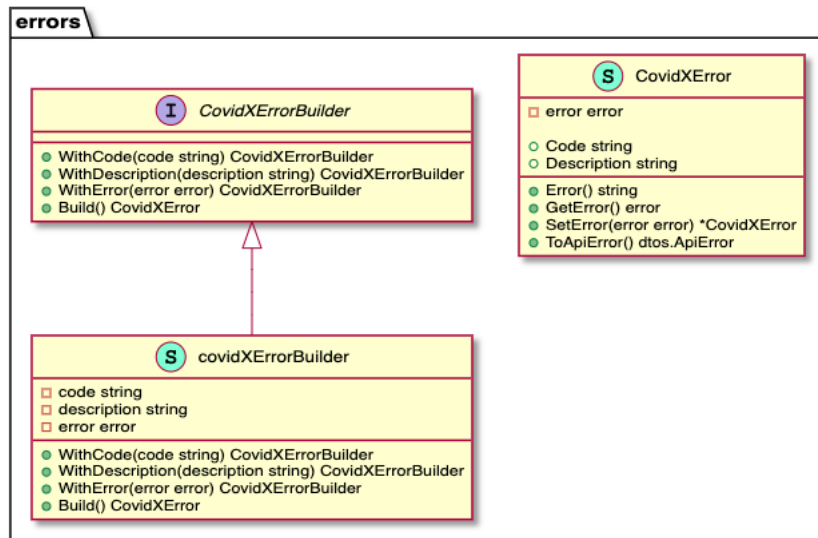 errors
I CovidXErrorBuilder
WithCode(code string) CovidXErrorBuilder
WithDescription(description string) CovidXErrorBuilder
WithError(error error) CovidXErrorBuilder
Build() CovidXError
S CovidXError
error error
Code string
Description string
Error() string
GetError() error
SetError(error error) *CovidXError
ToApiError() dtos.ApiError
S covidXErrorBuilder
code string
description string
error error
WithCode(code string) CovidXErrorBuilder
WithDescription(description string) CovidXErrorBuilder
WithError(error error) CovidXErrorBuilder
Build() CovidXError